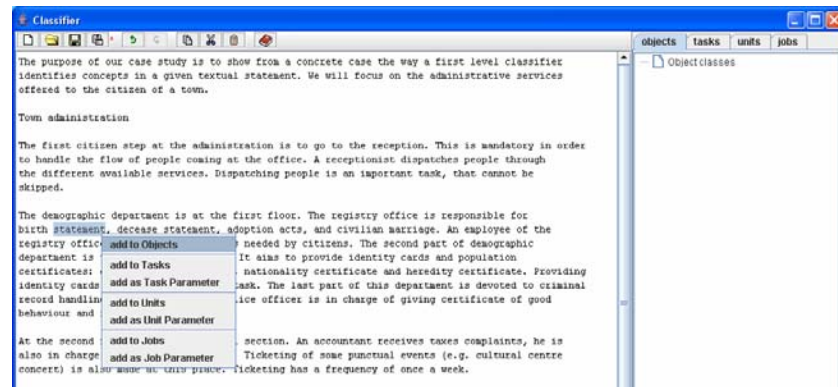 Classifier
objects tasks units jobs
Object classes
The purpose of our case study is to show from a concrete case the way a first level classifier
identifies concepts in a given textual statement. We will focus on the administrative services
offered to the citizen of a town.
Town administration
The first citizen step at the administration is to go to the reception. This is mandatory in order
to handle the flow of people coming at the office. A receptionist dispatches people through
the different available services. Dispatching people is an important task, that cannot be
skipped.
The demographic department is at the first floor. The registry office is responsible for
birth statement, decease statement, adoption acts, and civilian marriage. An employee of the
registry offic needed by citizens. The second part of demographic
department is It aims to provide identity cards and population
certificates: nationality certificate and heredity certificate. Providing
identity cards ask. The last part of this department is devoted to criminal
record handlin ice officer is in charge of giving certificate of good
behaviour and
At the second section. An accountant receives taxes complaints, he is
also in charge Ticketing of some punctual events (e.g. cultural centre
concert) is also made at this place. Ticketing has a frequency of once a week.
add to Objects
add to Tasks
add as Task Parameter
add to Units
add as Unit Parameter
add to Jobs
add as Job Parameter